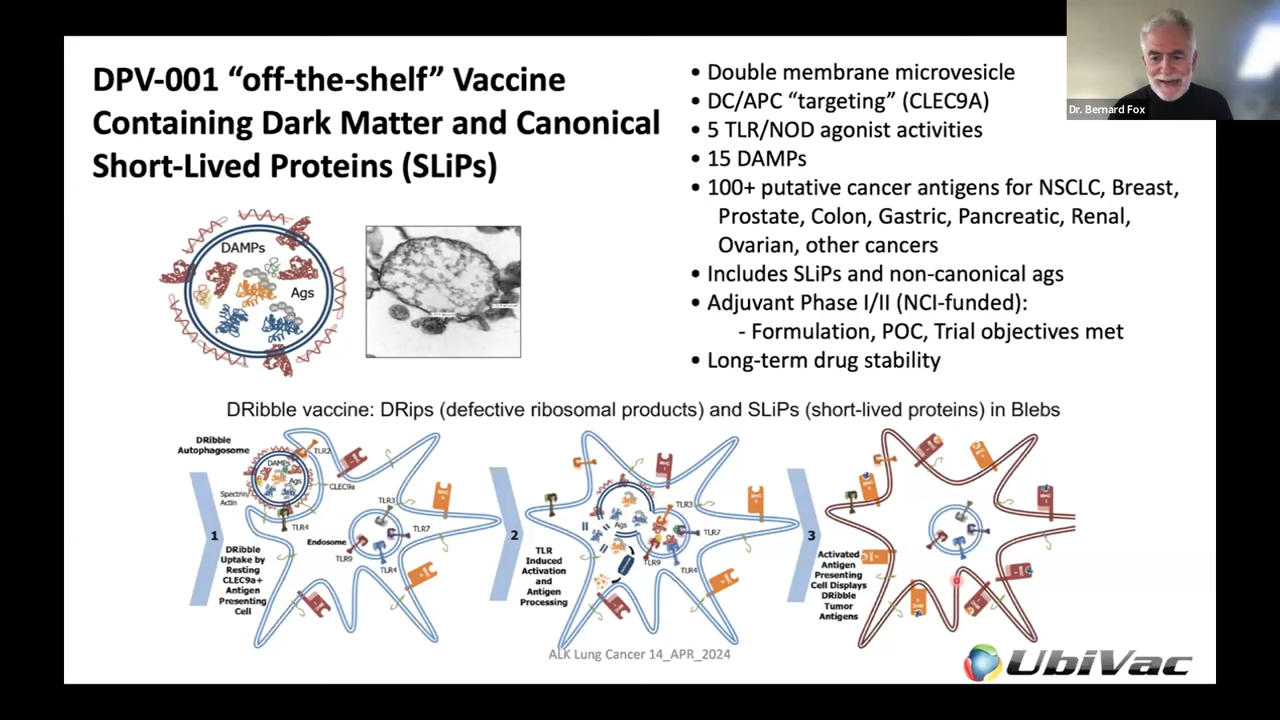 DPV-001 “off-the-shelf” Vaccine
Containing Dark Matter and Canonical
Short-Lived Proteins (SLiPs)
• Double membrane microvesicle
• DC/APC “targeting” (CLEC9A)
• 5 TLR/NOD agonist activities
• 15 DAMPs
• 100+ putative cancer antigens for NSCLC, Breast,
Prostate, Colon, Gastric, Pancreatic, Renal,
Ovarian, other cancers
• Includes SLiPs and non-canonical ags
• Adjuvant Phase I/II (NCI-funded):
- Formulation, POC, Trial objectives met
• Long-term drug stability
Dr. Bernard Fox
DAMPs
Ags
DRibble vaccine: DRips (defective ribosomal products) and SLiPs (short-lived proteins) in Blebs
DRibble
Autophagosome
TLR2
DAMPs
Ags
CLEC9a
Spectrin/
Actin
TLR4
TLR3
TLR7
Endosome
TLR9
TLR4
1
DRibble
Uptake by
Resting
CLEC9a+
Antigen
Presenting
Cell
2
Ags
TLR3
TLR7
TLR9
TLR4
TLR
Induced
Activation
and
Antigen
Processing
3
Activated
Antigen
Presenting
Cell Displays
DRibble
Tumor
Antigens
ALK Lung Cancer 14_APR_2024
UbiVac